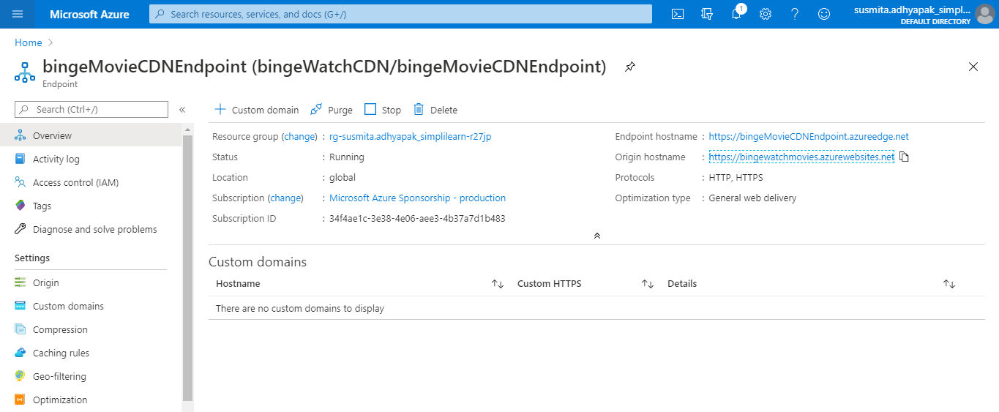 Microsoft Azure
Search resources, services, and docs (G+/)
1
susmita.adhyapak_simpl...
DEFAULT DIRECTORY
Home
bingeMovieCDNEndpoint (bingeWatchCDN/bingeMovieCDNEndpoint)
Endpoint
Search (Ctrl+/)
Overview
Activity log
Access control (IAM)
Tags
Diagnose and solve problems
Settings
Origin
Custom domains
Compression
Caching rules
Geo-filtering
Optimization
Custom domain Purge Stop Delete
Resource group (change) : rg-susmita.adhyapak_simplilearn-r27jp
Status : Running
Location : global
Subscription (change) : Microsoft Azure Sponsorship - production
Subscription ID : 34f4ae1c-3e38-4e06-aee3-4b37a7d1b483
Endpoint hostname : https://bingeMovieCDNEndpoint.azureedge.net
Origin hostname : https://bingewatchmovies.azurewebsites.net
Protocols : HTTP, HTTPS
Optimization type : General web delivery
Custom domains
Hostname Custom HTTPS Details
There are no custom domains to display